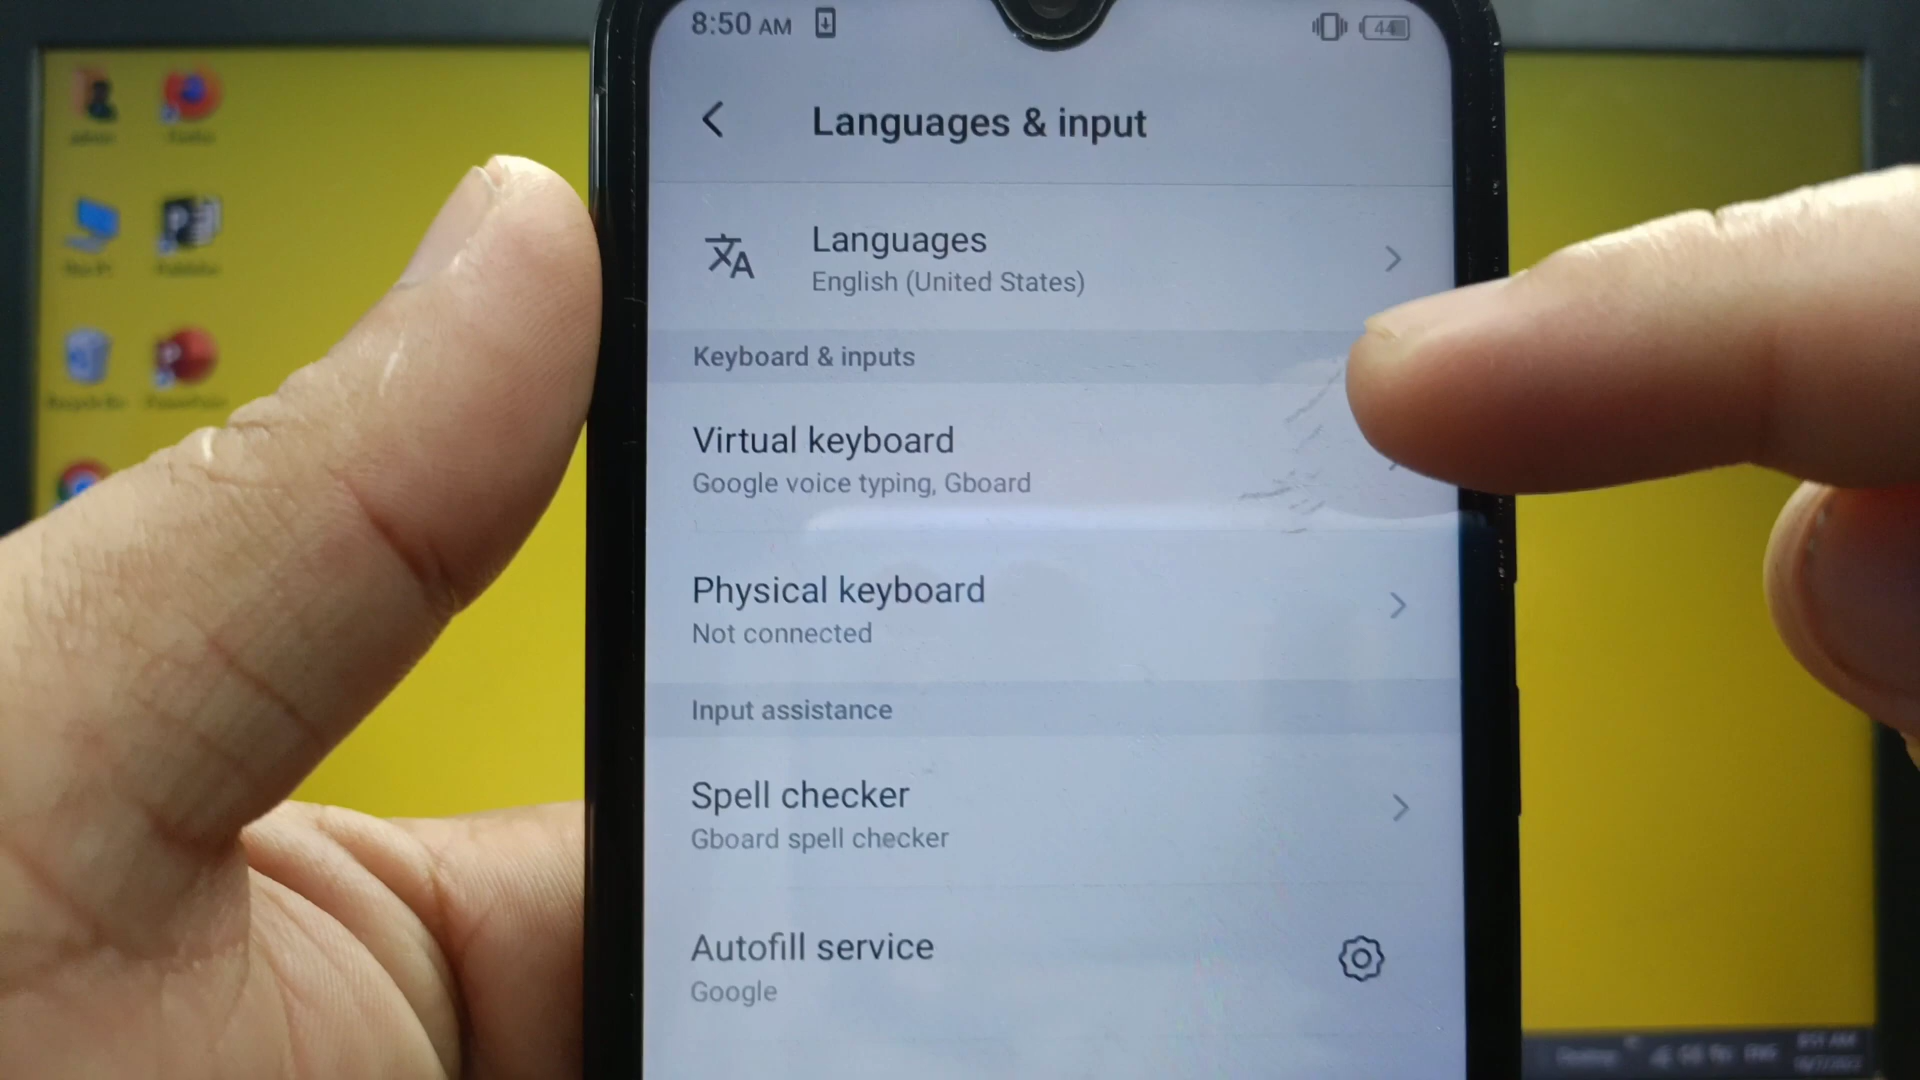 8:50 AM
44
Languages & input
Languages
English (United States)
Keyboard & inputs
Virtual keyboard
Google voice typing, Gboard
Physical keyboard
Not connected
Input assistance
Spell checker
Gboard spell checker
Autofill service
Google